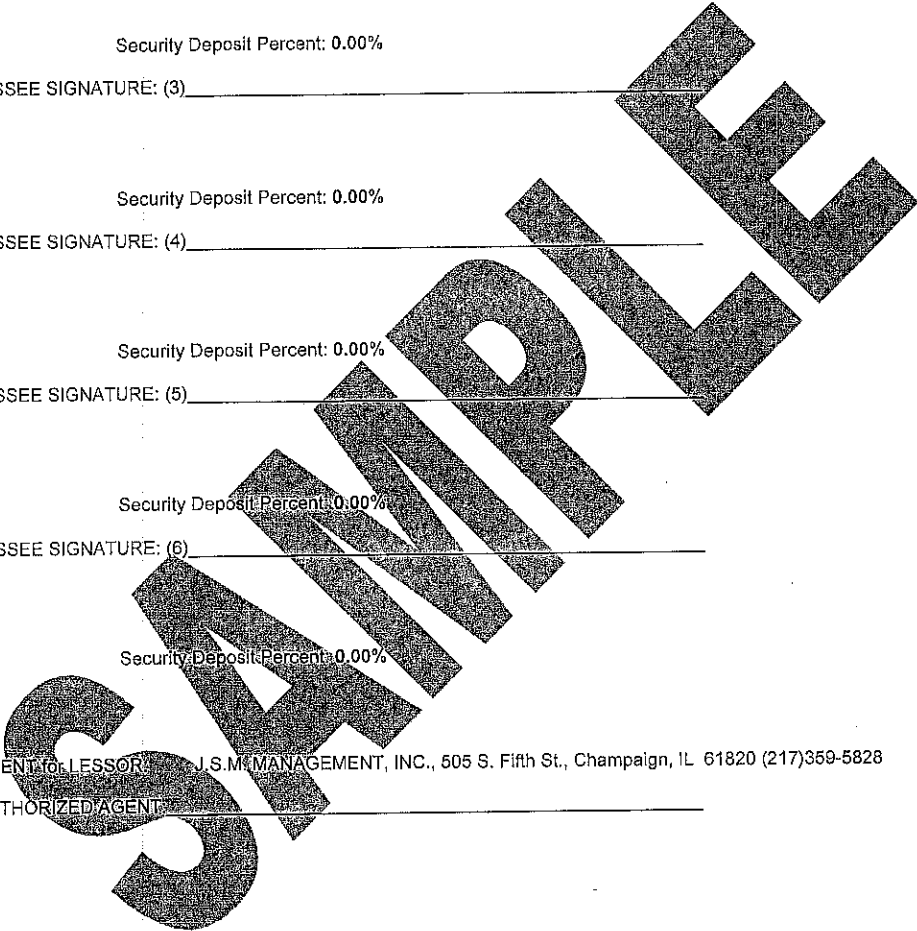 Security Deposit Percent: 0.00%
SSEE SIGNATURE: (3)
Security Deposit Percent: 0.00%
SSEE SIGNATURE: (4)
Security Deposit Percent: 0.00%
SSEE SIGNATURE: (5)
Security Deposit Percent: 0.00%
SSEE SIGNATURE: (6)
Security Deposit Percent: 0.00%
ENT for LESSOR: J.S.M. MANAGEMENT, INC., 505 S. Fifth St., Champaign, IL 61820 (217)359-5828
THORIZED AGENT:
SAMPLE